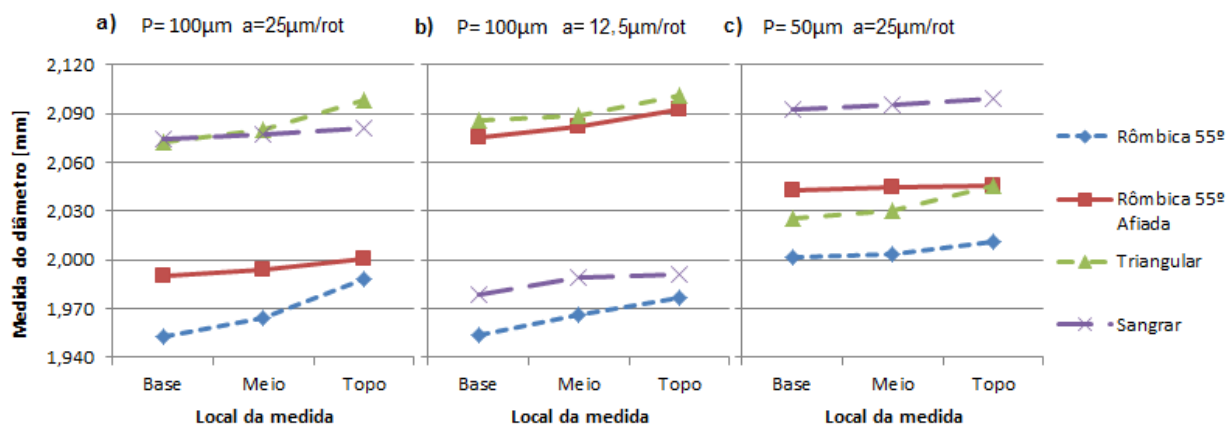 a) P= 100µm a=25µm/rot
b) P= 100µm a= 12,5µm/rot
c) P= 50µm a=25µm/rot
Medida do diâmetro [mm]
2,120
2,090
2,060
2,030
2,000
1,970
1,940
Base Meio Topo
Base Meio Topo
Base Meio Topo
Local da medida
Local da medida
Local da medida
Rômbica 55º
Rômbica 55º
Afiada
Triangular
Sangrar